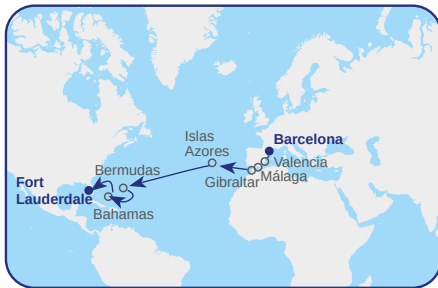 Islas
Azores
Barcelona
Bermudas
Valencia
Gibraltar
Málaga
Fort
Lauderdale
Bahamas